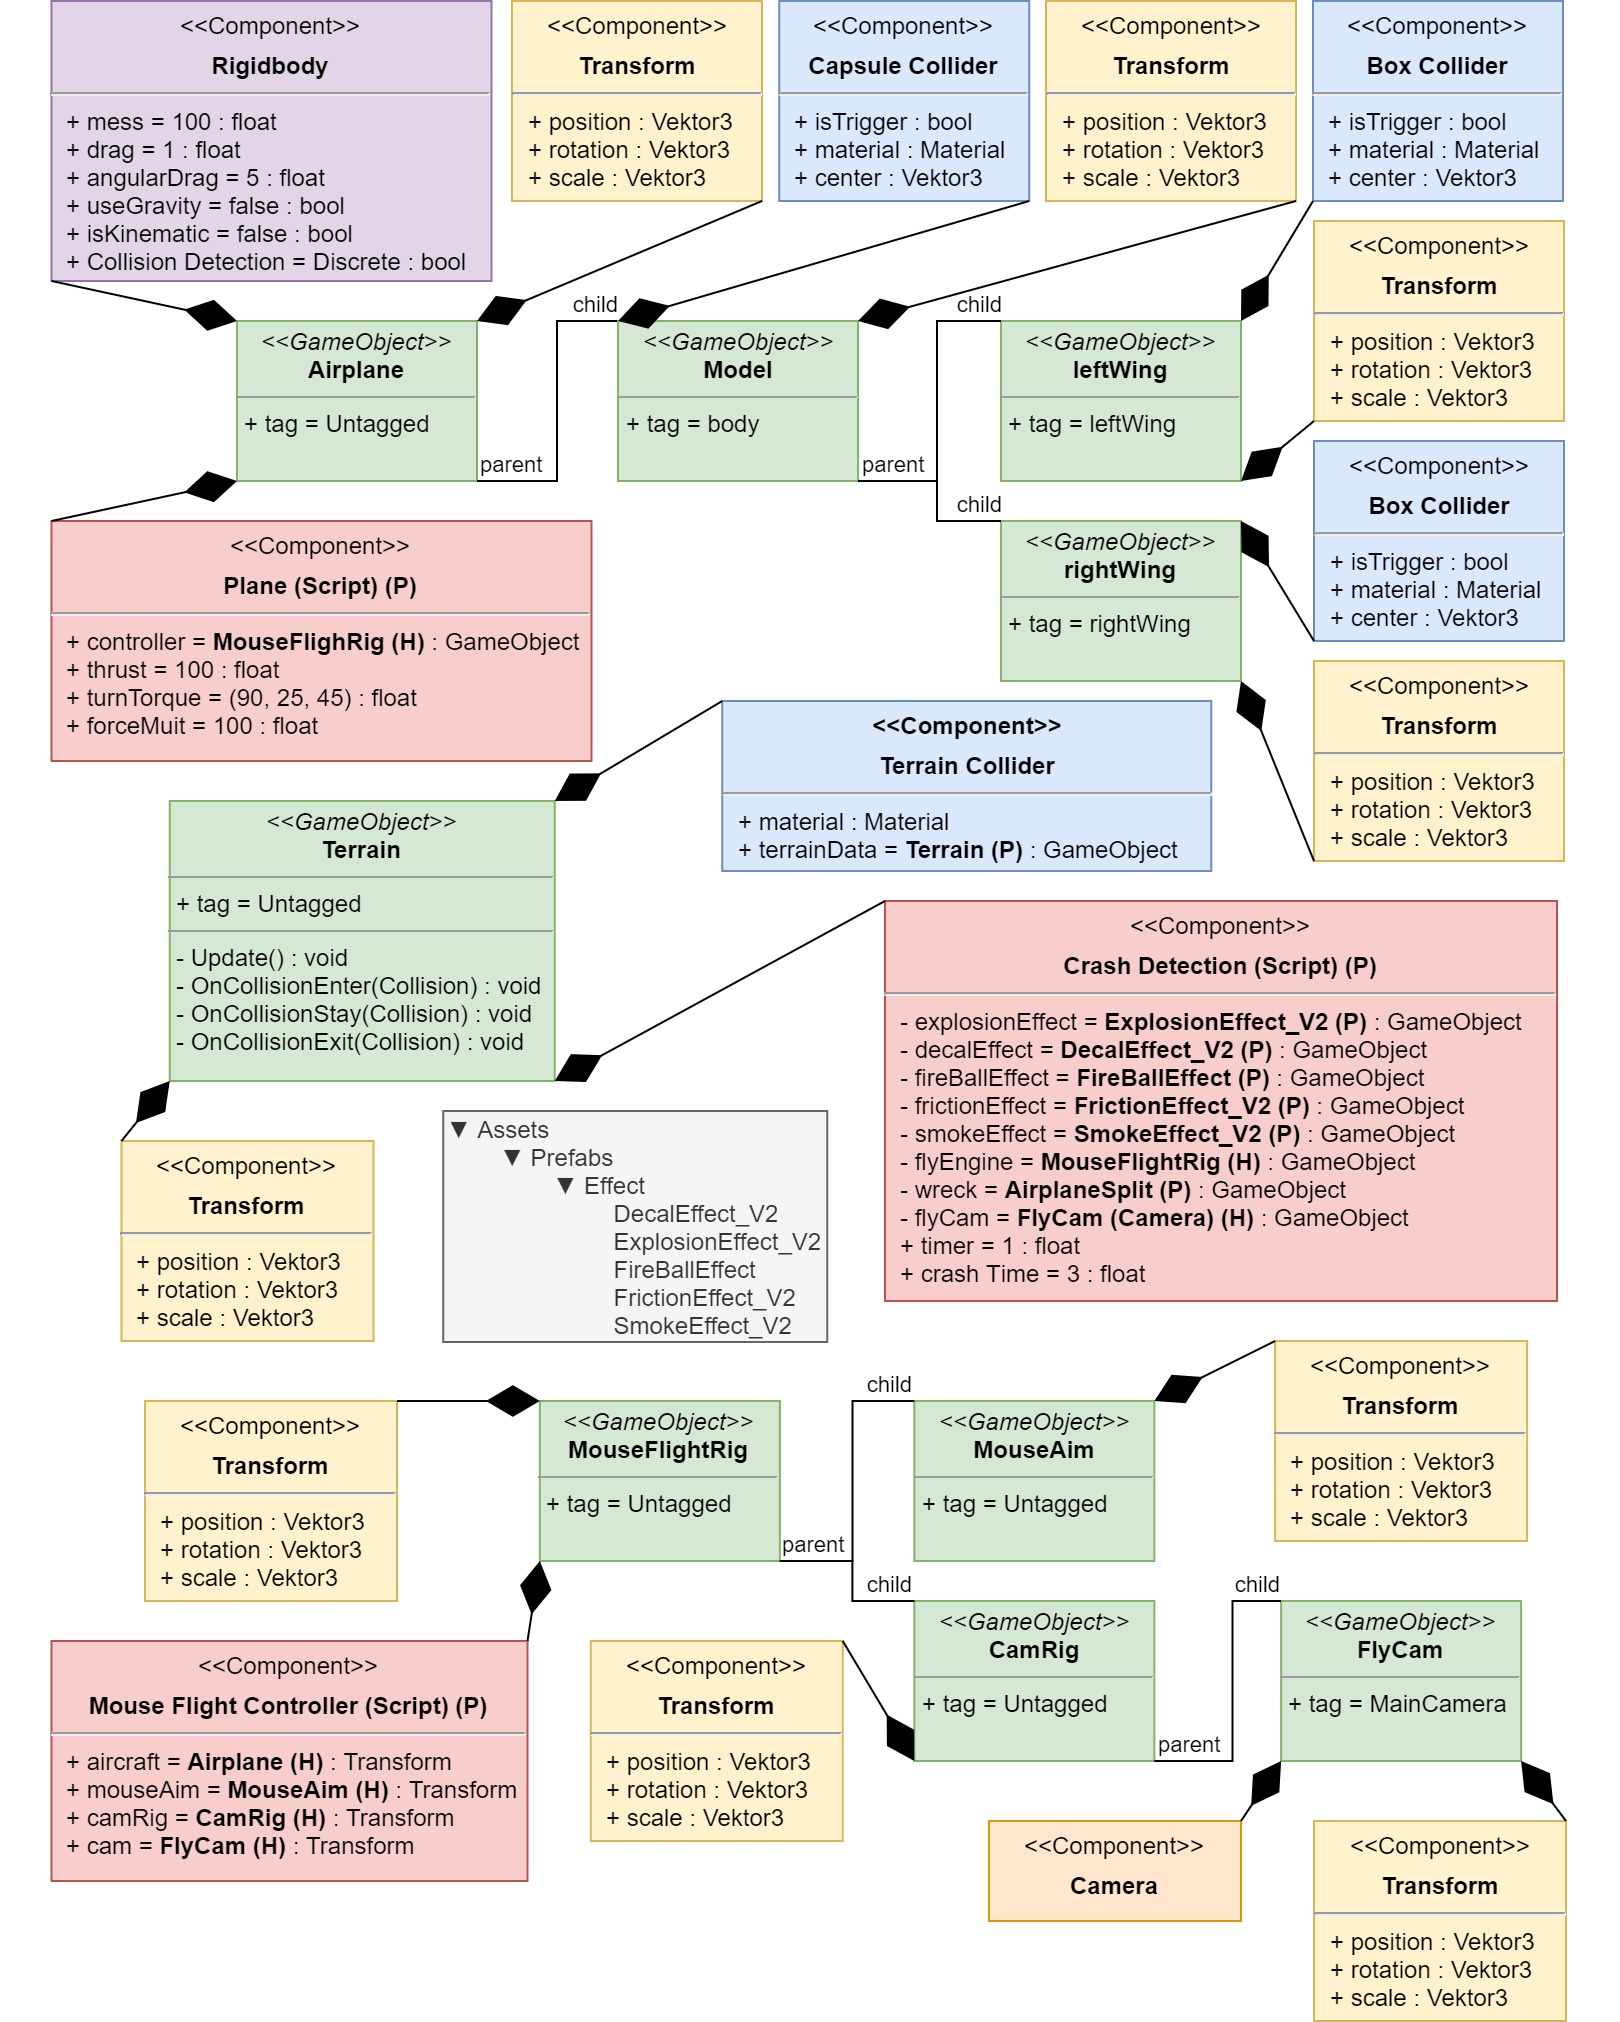 <<Component>>
Rigidbody
+ mess = 100 : float
+ drag = 1 : float
+ angularDrag = 5 : float
+ useGravity = false : bool
+ isKinematic = false : bool
+ Collision Detection = Discrete : bool
<<Component>>
Transform
+ position : Vektor3
+ rotation : Vektor3
+ scale : Vektor3
<<Component>>
Capsule Collider
+ isTrigger : bool
+ material : Material
+ center : Vektor3
<<Component>>
Transform
+ position : Vektor3
+ rotation : Vektor3
+ scale : Vektor3
<<Component>>
Box Collider
+ isTrigger : bool
+ material : Material
+ center : Vektor3
<<Component>>
Transform
+ position : Vektor3
+ rotation : Vektor3
+ scale : Vektor3
<<GameObject>>
Airplane
+ tag = Untagged
parent
child
<<GameObject>>
Model
+ tag = body
parent
child
<<GameObject>>
leftWing
+ tag = leftWing
child
<<GameObject>>
rightWing
+ tag = rightWing
<<Component>>
Box Collider
+ isTrigger : bool
+ material : Material
+ center : Vektor3
<<Component>>
Transform
+ position : Vektor3
+ rotation : Vektor3
+ scale : Vektor3
<<Component>>
Plane (Script) (P)
+ controller = MouseFlighRig (H) : GameObject
+ thrust = 100 : float
+ turnTorque = (90, 25, 45) : float
+ forceMuit = 100 : float
<<Component>>
Terrain Collider
+ material : Material
+ terrainData = Terrain (P) : GameObject
<<GameObject>>
Terrain
+ tag = Untagged
- Update() : void
- OnCollisionEnter(Collision) : void
- OnCollisionStay(Collision) : void
- OnCollisionExit(Collision) : void
<<Component>>
Crash Detection (Script) (P)
- explosionEffect = ExplosionEffect_V2 (P) : GameObject
- decalEffect = DecalEffect_V2 (P) : GameObject
- fireBallEffect = FireBallEffect (P) : GameObject
- frictionEffect = FrictionEffect_V2 (P) : GameObject
- smokeEffect = SmokeEffect_V2 (P) : GameObject
- flyEngine = MouseFlightRig (H) : GameObject
- wreck = AirplaneSplit (P) : GameObject
- flyCam = FlyCam (Camera) (H) : GameObject
+ timer = 1 : float
+ crash Time = 3 : float
<<Component>>
Transform
+ position : Vektor3
+ rotation : Vektor3
+ scale : Vektor3
▼ Assets
▼ Prefabs
▼ Effect
DecalEffect_V2
ExplosionEffect_V2
FireBallEffect
FrictionEffect_V2
SmokeEffect_V2
<<Component>>
Transform
+ position : Vektor3
+ rotation : Vektor3
+ scale : Vektor3
<<GameObject>>
MouseFlightRig
+ tag = Untagged
parent
child
<<GameObject>>
MouseAim
+ tag = Untagged
<<Component>>
Transform
+ position : Vektor3
+ rotation : Vektor3
+ scale : Vektor3
child
<<GameObject>>
CamRig
+ tag = Untagged
parent
child
<<GameObject>>
FlyCam
+ tag = MainCamera
<<Component>>
Mouse Flight Controller (Script) (P)
+ aircraft = Airplane (H) : Transform
+ mouseAim = MouseAim (H) : Transform
+ camRig = CamRig (H) : Transform
+ cam = FlyCam (H) : Transform
<<Component>>
Transform
+ position : Vektor3
+ rotation : Vektor3
+ scale : Vektor3
<<Component>>
Camera
<<Component>>
Transform
+ position : Vektor3
+ rotation : Vektor3
+ scale : Vektor3